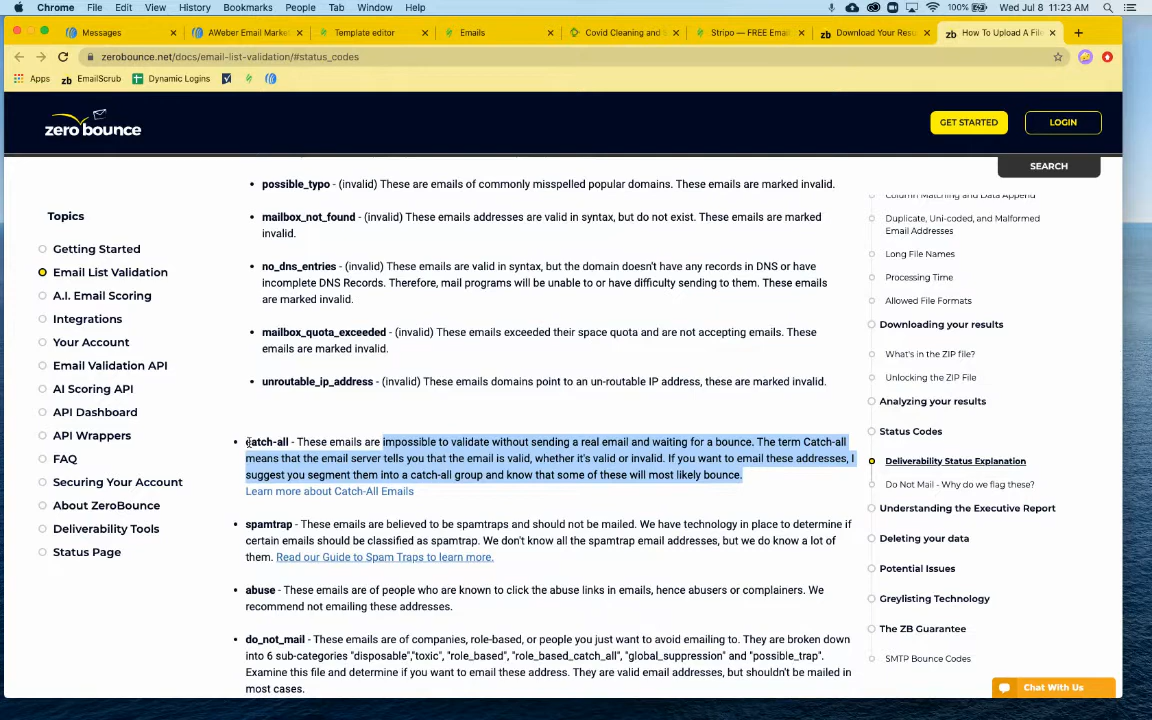 Chrome File Edit View History Bookmarks People Tab Window Help
100% Wed Jul 8 11:23 AM
Messages
AWeber Email Marke
Template editor
Emails
Covid Cleaning and
Stripo — FREE Emai
Download Your Resu
How To Upload A File
zerobounce.net/docs/email-list-validation/#status_codes
Apps
zb EmailScrub
Dynamic Logins
zero bounce
GET STARTED
LOGIN
SEARCH
Topics
Getting Started
Email List Validation
A.I. Email Scoring
Integrations
Your Account
Email Validation API
AI Scoring API
API Dashboard
API Wrappers
FAQ
Securing Your Account
About ZeroBounce
Deliverability Tools
Status Page
• possible_typo - (invalid) These are emails of commonly misspelled popular domains. These emails are marked invalid.
• mailbox_not_found - (invalid) These emails addresses are valid in syntax, but do not exist. These emails are marked
invalid.
• no_dns_entries - (invalid) These emails are valid in syntax, but the domain doesn't have any records in DNS or have
incomplete DNS Records. Therefore, mail programs will be unable to or have difficulty sending to them. These emails
are marked invalid.
• mailbox_quota_exceeded - (invalid) These emails exceeded their space quota and are not accepting emails. These
emails are marked invalid.
• unroutable_ip_address - (invalid) These emails domains point to an un-routable IP address, these are marked invalid.
• catch-all - These emails are impossible to validate without sending a real email and waiting for a bounce. The term Catch-all
means that the email server tells you that the email is valid, whether it's valid or invalid. If you want to email these addresses, I
suggest you segment them into a catch-all group and know that some of these will most likely bounce.
Learn more about Catch-All Emails
• spamtrap - These emails are believed to be spamtraps and should not be mailed. We have technology in place to determine if
certain emails should be classified as spamtrap. We don't know all the spamtrap email addresses, but we do know a lot of
them. Read our Guide to Spam Traps to learn more.
• abuse - These emails are of people who are known to click the abuse links in emails, hence abusers or complainers. We
recommend not emailing these addresses.
• do_not_mail - These emails are of companies, role-based, or people you just want to avoid emailing to. They are broken down
into 6 sub-categories "disposable","toxic", "role_based", "role_based_catch_all", "global_suppression" and "possible_trap".
Examine this file and determine if you want to email these address. They are valid email addresses, but shouldn't be mailed in
most cases.
Column Matching and Data Append
Duplicate, Uni-coded, and Malformed
Email Addresses
Long File Names
Processing Time
Allowed File Formats
Downloading your results
What's in the ZIP file?
Unlocking the ZIP File
Analyzing your results
Status Codes
Deliverability Status Explanation
Do Not Mail - Why do we flag these?
Understanding the Executive Report
Deleting your data
Potential Issues
Greylisting Technology
The ZB Guarantee
SMTP Bounce Codes
Chat With Us